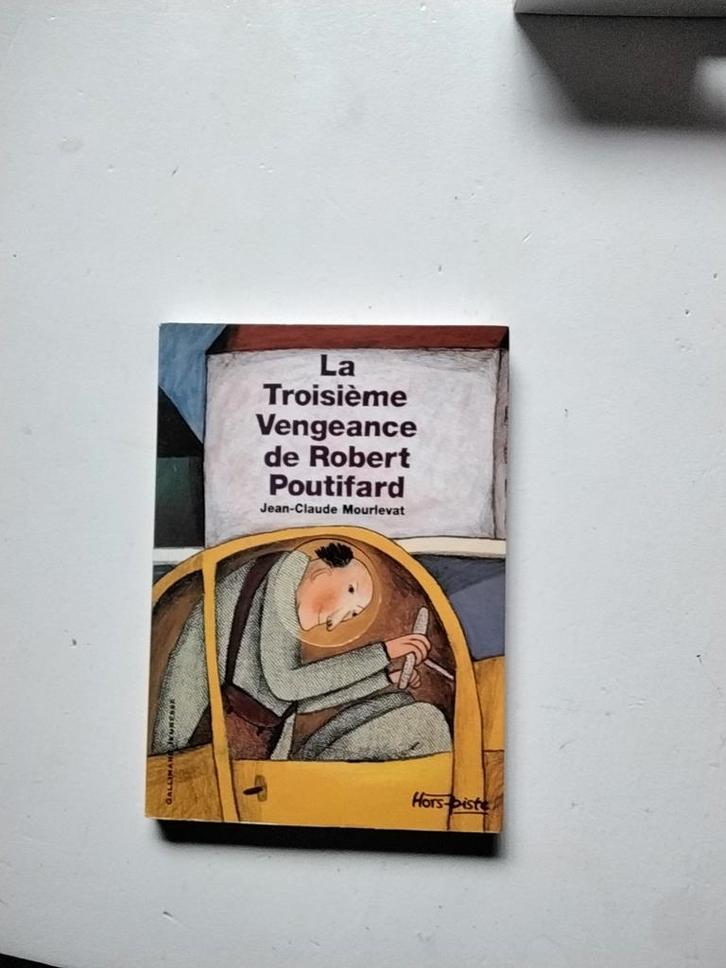 La
Troisième
Vengeance
de Robert
Poutifard
Jean-Claude Mourlevat
GALLIMARD JEUNESSE
Hors-piste